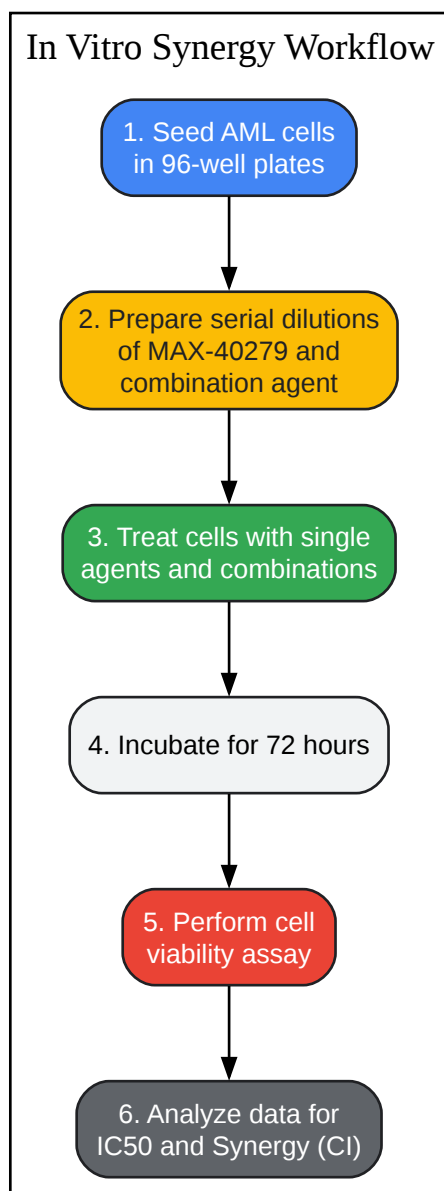 In Vitro Synergy Workflow
1. Seed AML cells
in 96-well plates
2. Prepare serial dilutions
of MAX-40279 and
combination agent
3. Treat cells with single
agents and combinations
4. Incubate for 72 hours
5. Perform cell
viability assay
6. Analyze data for
IC50 and Synergy (CI)